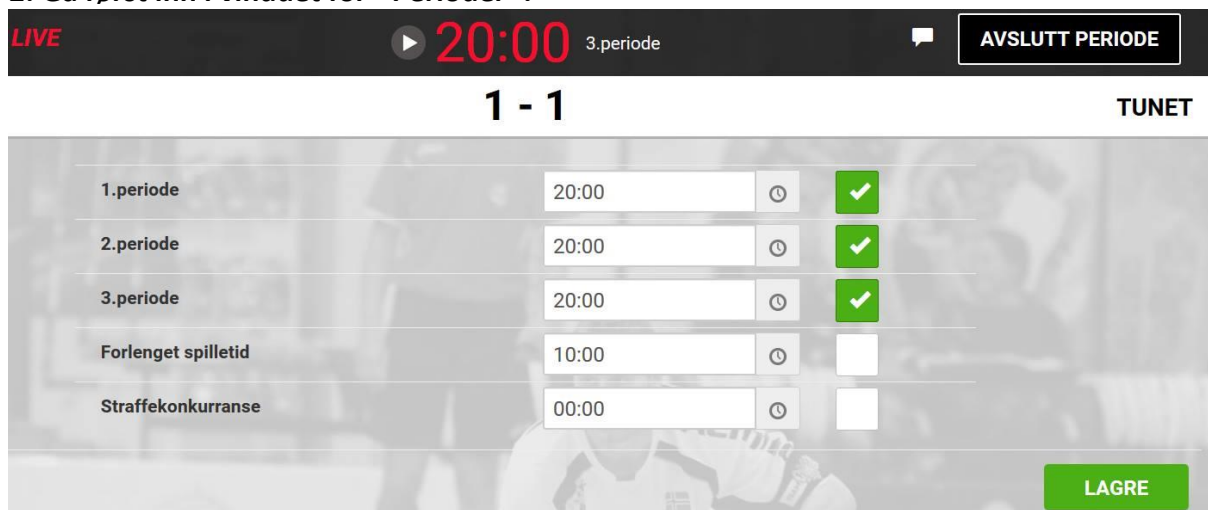 LIVE
20:00 3.periode
AVSLUTT PERIODE
1 - 1
TUNET
1.periode 20:00
2.periode 20:00
3.periode 20:00
Forlenget spilletid 10:00
Straffekonkurranse 00:00
LAGRE